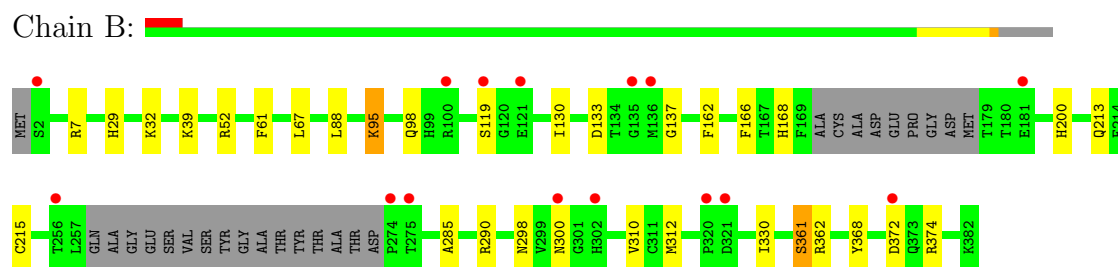 Chain B:
MET S2 R7 H29 K32 K39 R52 F61 L67 L88 K95 Q98 H99 R100 S119 G120 E121 I130 D133 T134 G135 M136 G137 F162 F166 T167 H168 F169 ALA CYS ALA ASP GLU PRO GLY ASP MET T179 T180 E181 H200 Q213 E214
C215 T256 L257 GLN ALA GLY GLU SER VAL SER TYR GLY ALA THR TYR THR ALA THR ASP P274 T275 A285 R290 N298 V299 N300 G301 H302 V310 C311 M312 P320 D321 I330 S361 R362 Y368 D372 Q373 R374 K382